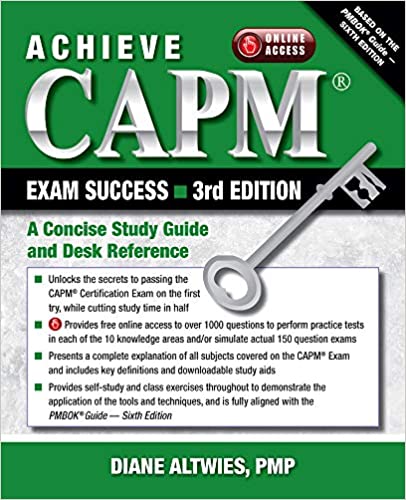 ACHIEVE
ONLINE
ACCESS
BASED ON THE
PMBOK® Guide —
SIXTH EDITION
CAPM®
EXAM SUCCESS ■ 3rd EDITION
A Concise Study Guide
and Desk Reference
■ Unlocks the secrets to passing the
CAPM® Certification Exam on the first
try, while cutting study time in half
■ Provides free online access to over 1000 questions to perform practice tests
in each of the 10 knowledge areas and/or simulate actual 150 question exams
■ Presents a complete explanation of all subjects covered on the CAPM® Exam
and includes key definitions and downloadable study aids
■ Provides self-study and class exercises throughout to demonstrate the
application of the tools and techniques, and is fully aligned with the
PMBOK® Guide — Sixth Edition
DIANE ALTWIES, PMP